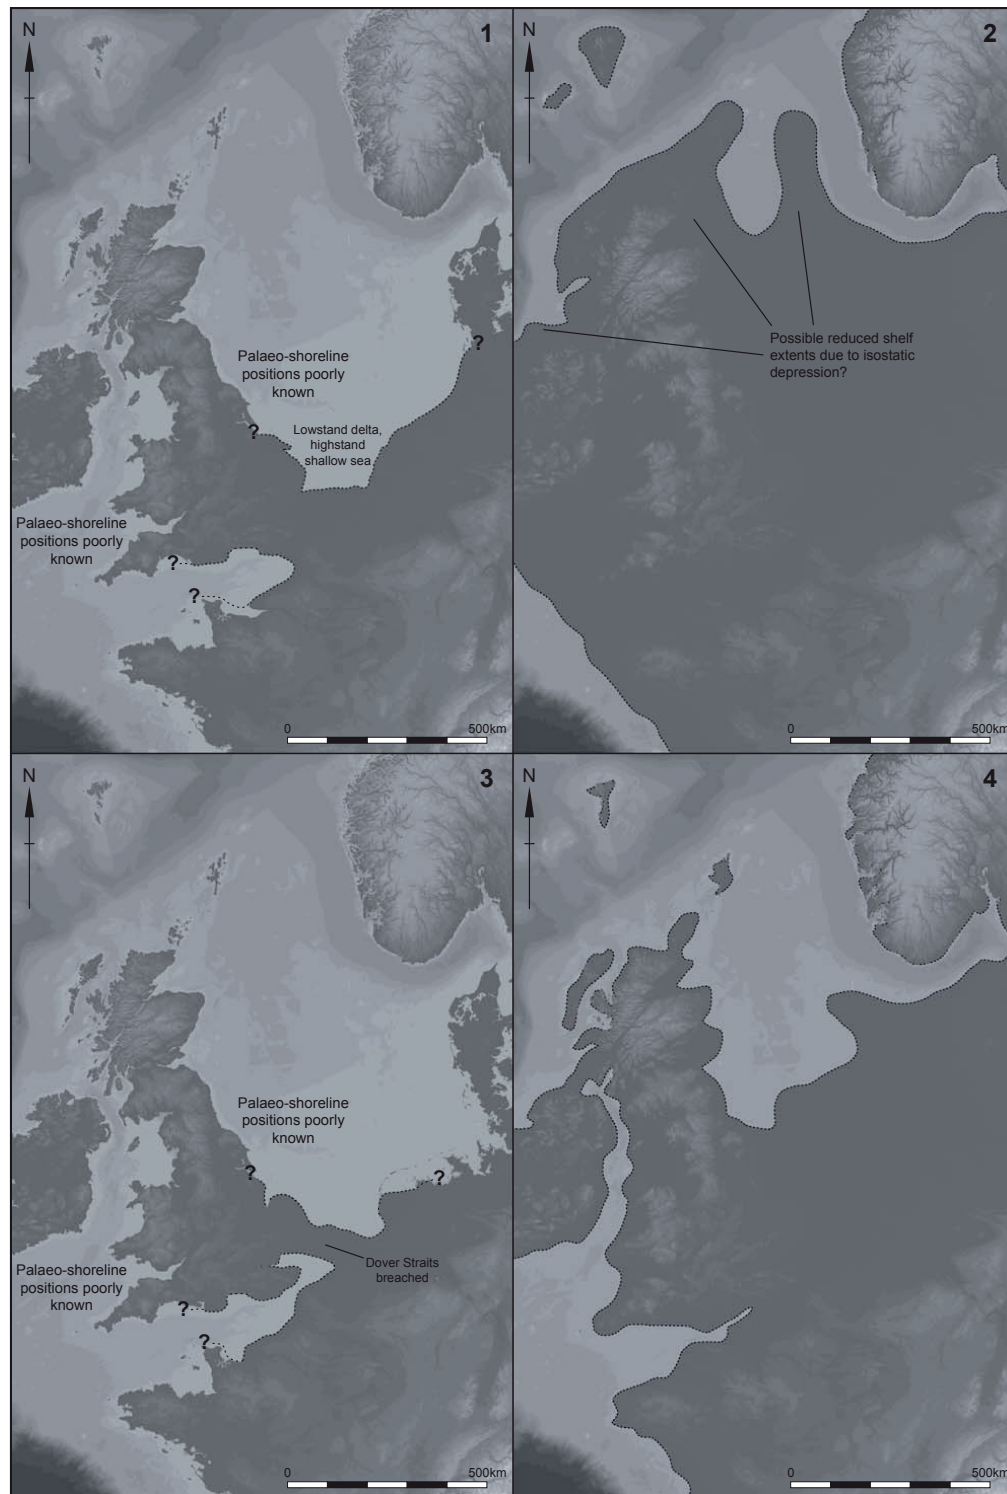 N
1
Palaeo-shoreline
positions poorly
known
?
?
Lowstand delta,
highstand
shallow sea
Palaeo-shoreline
positions poorly
known
?
?
0
500km
N
2
Possible reduced shelf
extents due to isostatic
depression?
0
500km
N
3
Palaeo-shoreline
positions poorly
known
?
?
Dover Straits
breached
Palaeo-shoreline
positions poorly
known
?
?
0
500km
N
4
0
500km